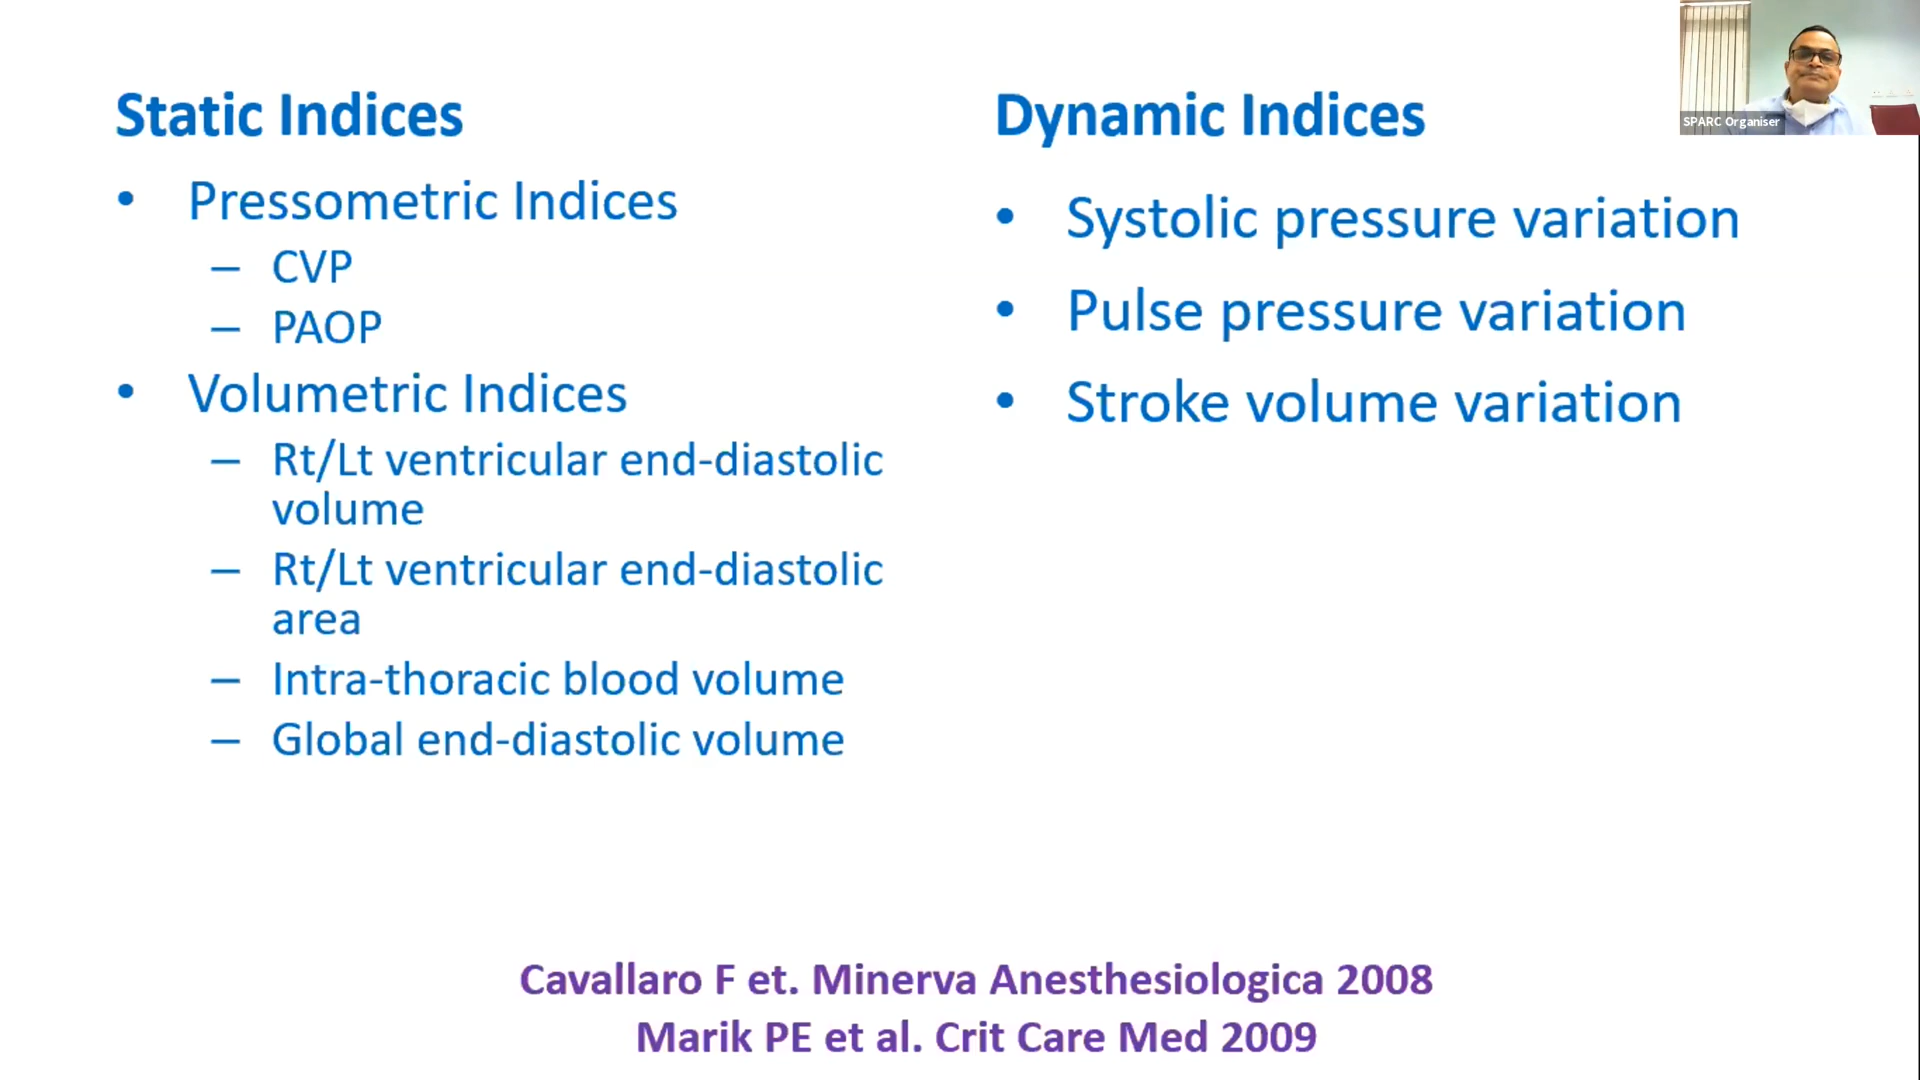 Static Indices
• Pressometric Indices
– CVP
– PAOP
• Volumetric Indices
– Rt/Lt ventricular end-diastolic
volume
– Rt/Lt ventricular end-diastolic
area
– Intra-thoracic blood volume
– Global end-diastolic volume
Dynamic Indices
• Systolic pressure variation
• Pulse pressure variation
• Stroke volume variation
SPARC Organiser
Cavallaro F et. Minerva Anesthesiologica 2008
Marik PE et al. Crit Care Med 2009